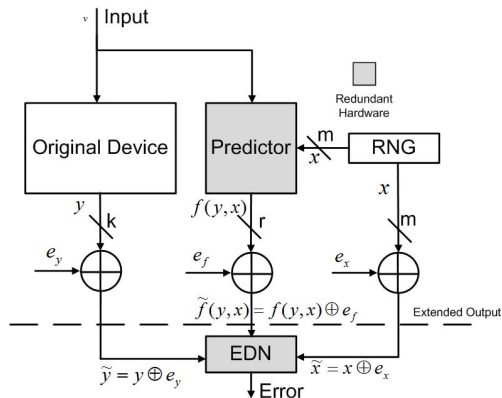 v Input
Redundant
Hardware
Original Device
Predictor
m
x
RNG
y
k
f(y,x)
r
x
m
e_y
e_f
e_x
f̃(y,x) = f(y,x) ⊕ e_f
Extended Output
EDN
ỹ = y ⊕ e_y
x̃ = x ⊕ e_x
Error